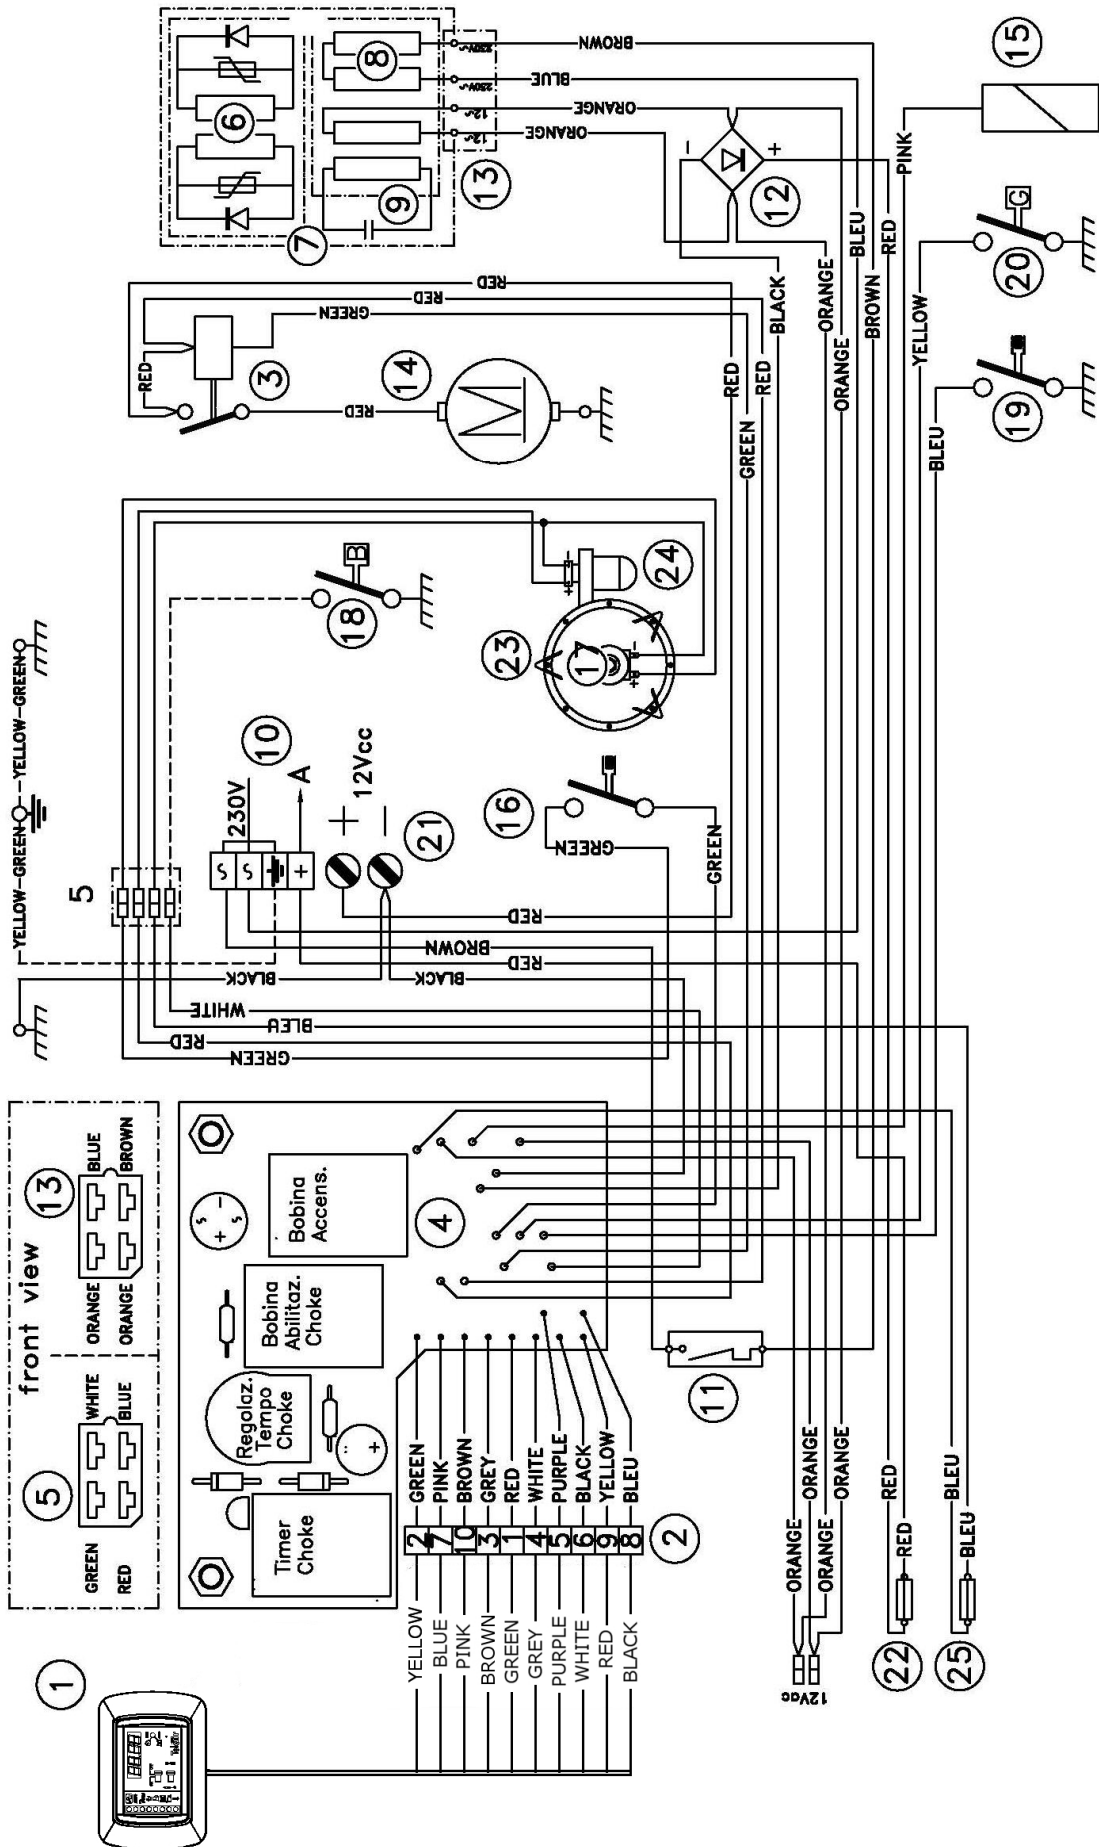 1
front view
5
13
GREEN
WHITE
ORANGE
BLUE
RED
BLUE
ORANGE
BROWN
YELLOW-GREEN
YELLOW-GREEN
5
Timer
Choke
Regolaz.
Tempo
Choke
Bobina
Abilitaz.
Choke
Bobina
Accens.
4
GREEN
RED
BLEU
WHITE
BLACK
BLACK
RED
BROWN
RED
230V
10
A
+
12Vcc
+
−
21
B
18
3
RED
RED
RED
GREEN
RED
14
M
6
7
8
9
13
230V~
230V~
12~
12~
BROWN
BLUE
ORANGE
ORANGE
−
+
12
15
PINK
16
GREEN
GREEN
23
17
+
−
24
+
−
YELLOW
2
GREEN
BLUE
7
PINK
PINK
10
BROWN
BROWN
3
GREY
GREEN
1
RED
GREY
4
WHITE
PURPLE
5
PURPLE
WHITE
6
BLACK
RED
9
YELLOW
BLACK
8
BLEU
2
11
RED
GREEN
RED
BLACK
ORANGE
ORANGE
BLEU
BROWN
RED
12Vac
ORANGE
ORANGE
ORANGE
ORANGE
22
RED
RED
25
BLEU
BLEU
YELLOW
BLEU
19
20
G